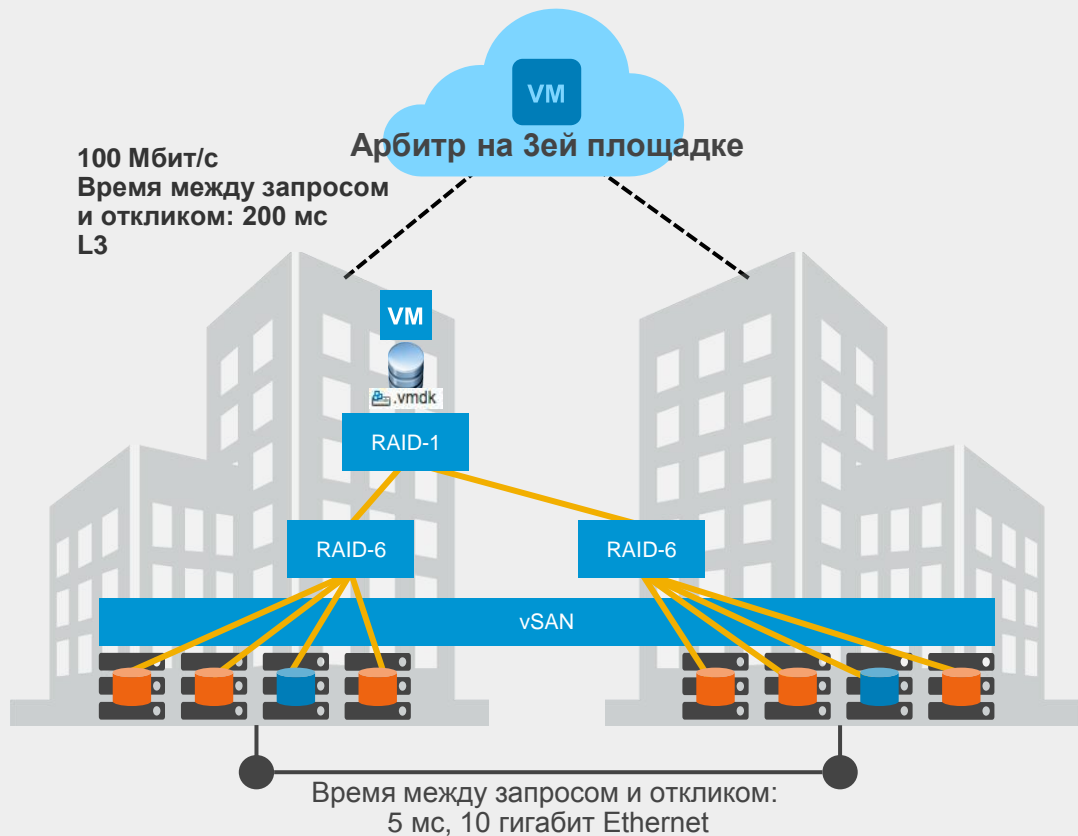 VM
Арбитр на 3ей площадке
100 Мбит/с
Время между запросом
и откликом: 200 мс
L3
VM
.vmdk
RAID-1
RAID-6
RAID-6
vSAN
Время между запросом и откликом:
5 мс, 10 гигабит Ethernet